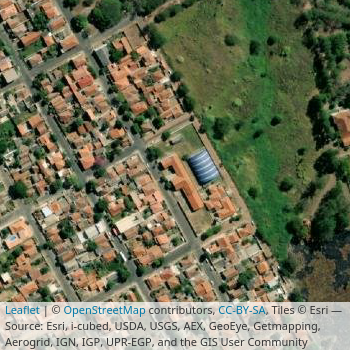 Leaflet | © OpenStreetMap contributors, CC-BY-SA, Tiles © Esri —
Source: Esri, i-cubed, USDA, USGS, AEX, GeoEye, Getmapping,
Aerogrid, IGN, IGP, UPR-EGP, and the GIS User Community